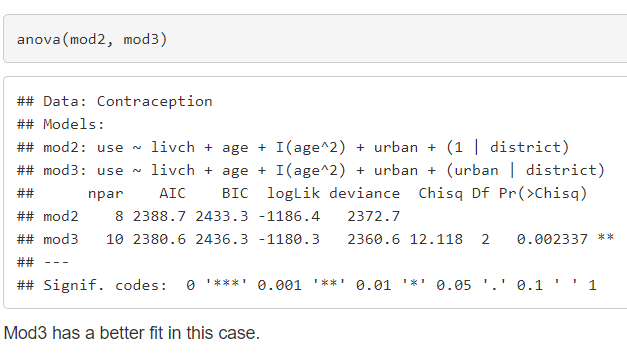 anova(mod2, mod3)
## Data: Contraception
## Models:
## mod2: use ~ livch + age + I(age^2) + urban + (1 | district)
## mod3: use ~ livch + age + I(age^2) + urban + (urban | district)
##      npar    AIC    BIC  logLik deviance  Chisq Df Pr(>Chisq)
## mod2    8 2388.7 2433.3 -1186.4   2372.7
## mod3   10 2380.6 2436.3 -1180.3   2360.6 12.118  2   0.002337 **
## ---
## Signif. codes:  0 '***' 0.001 '**' 0.01 '*' 0.05 '.' 0.1 ' ' 1
Mod3 has a better fit in this case.